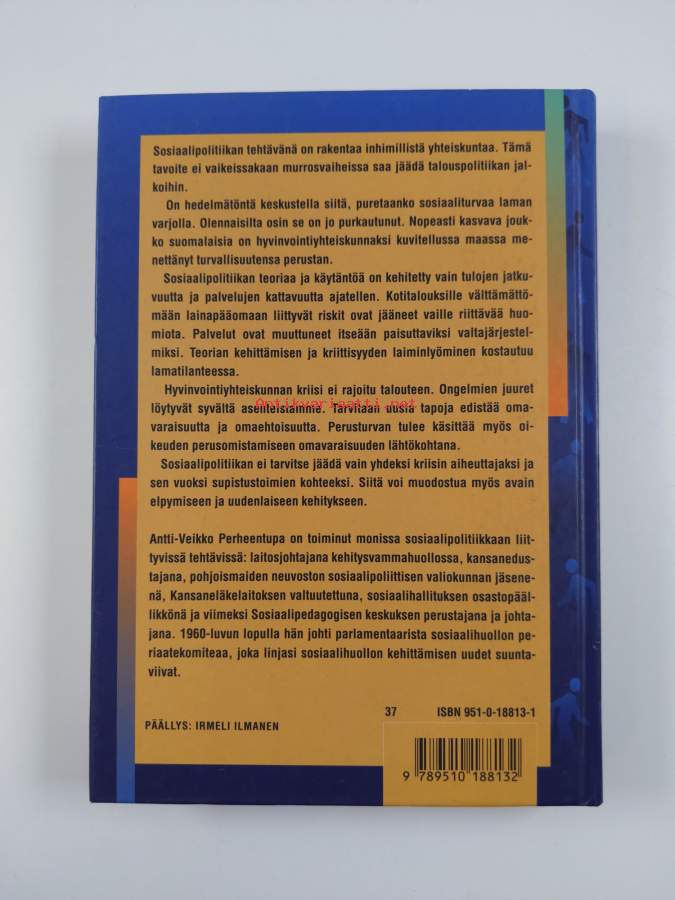 Sosiaalipolitiikan tehtävänä on rakentaa inhimillistä yhteiskuntaa. Tämä
tavoite ei vaikeissakaan murrosvaiheissa saa jäädä talouspolitiikan jal-
koihin.
On hedelmätöntä keskustella siitä, puretaanko sosiaaliturvaa laman
varjolla. Olennaisilta osin se on jo purkautunut. Nopeasti kasvava jouk-
ko suomalaisia on hyvinvointiyhteiskunnaksi kuvitellussa maassa me-
nettänyt turvallisuutensa perustan.
Sosiaalipolitiikan teoriaa ja käytäntöä on kehitetty vain tulojen jatku-
vuutta ja palvelujen kattavuutta ajatellen. Kotitalouksille välttämättö-
mään lainapääomaan liittyvät riskit ovat jääneet vaille riittävää huo-
miota. Palvelut ovat muuttuneet itseään paisuttaviksi valtajärjestel-
miksi. Teorian kehittämisen ja kriittisyyden laiminlyöminen kostautuu
lamatilanteessa.
Hyvinvointiyhteiskunnan kriisi ei rajoitu talouteen. Ongelmien juuret
löytyvät syvältä asenteistamme. Tarvitaan uusia tapoja edistää oma-
varaisuutta ja omaehtoisuutta. Perusturvan tulee käsittää myös oi-
keuden perusomistamiseen omavaraisuuden lähtökohtana.
Sosiaalipolitiikan ei tarvitse jäädä vain yhdeksi kriisin aiheuttajaksi ja
sen vuoksi supistustoimien kohteeksi. Siitä voi muodostua myös avain
elpymiseen ja uudenlaiseen kehitykseen.
Antti-Veikko Perheentupa on toiminut monissa sosiaalipolitiikkaan liit-
tyvissä tehtävissä: laitosjohtajana kehitysvammahuollossa, kansanedus-
tajana, pohjoismaiden neuvoston sosiaalipoliittisen valiokunnan jäsene-
nä, Kansaneläkelaitoksen valtuutettuna, sosiaalihallituksen osastopääl-
likkönä ja viimeksi Sosiaalipedagogisen keskuksen perustajana ja johta-
jana. 1960-luvun lopulla hän johti parlamentaarista sosiaalihuollon pe-
riaatekomiteaa, joka linjasi sosiaalihuollon kehittämisen uudet suunta-
viivat.
37 ISBN 951-0-18813-1
PÄÄLLYS: IRMELI ILMANEN
9 789510 188132
Antikvariaatti.net